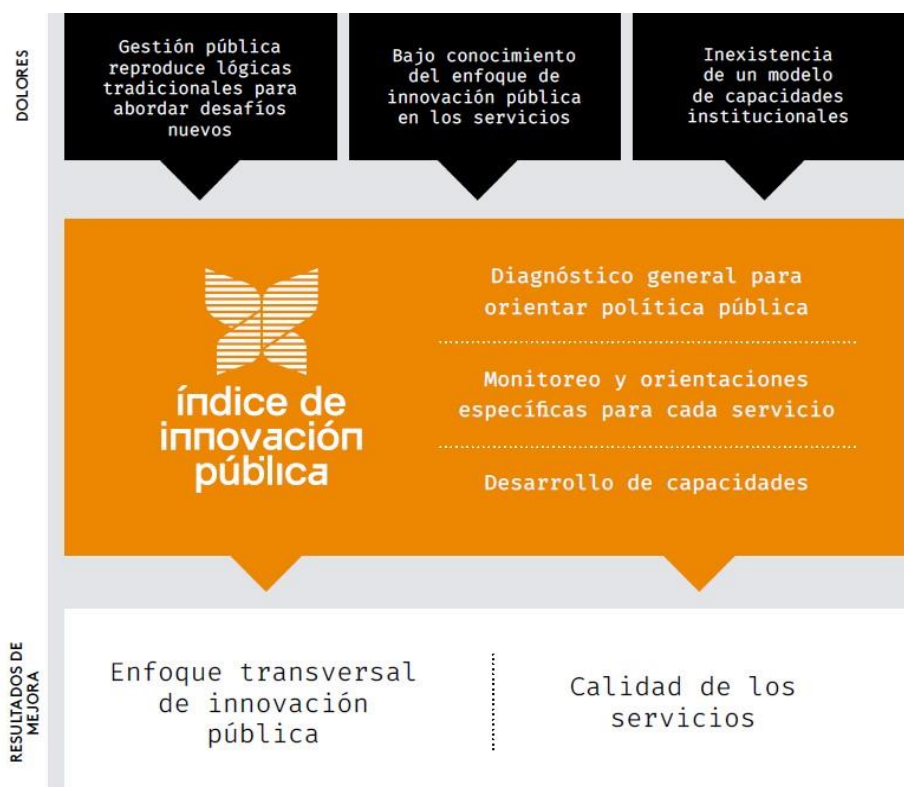 DOLORES
Gestión pública
reproduce lógicas
tradicionales para
abordar desafíos
nuevos
Bajo conocimiento
del enfoque de
innovación pública
en los servicios
Inexistencia
de un modelo
de capacidades
institucionales
índice de
innovación
pública
Diagnóstico general para
orientar política pública
Monitoreo y orientaciones
específicas para cada servicio
Desarrollo de capacidades
RESULTADOS DE
MEJORA
Enfoque transversal
de innovación
pública
Calidad de los
servicios